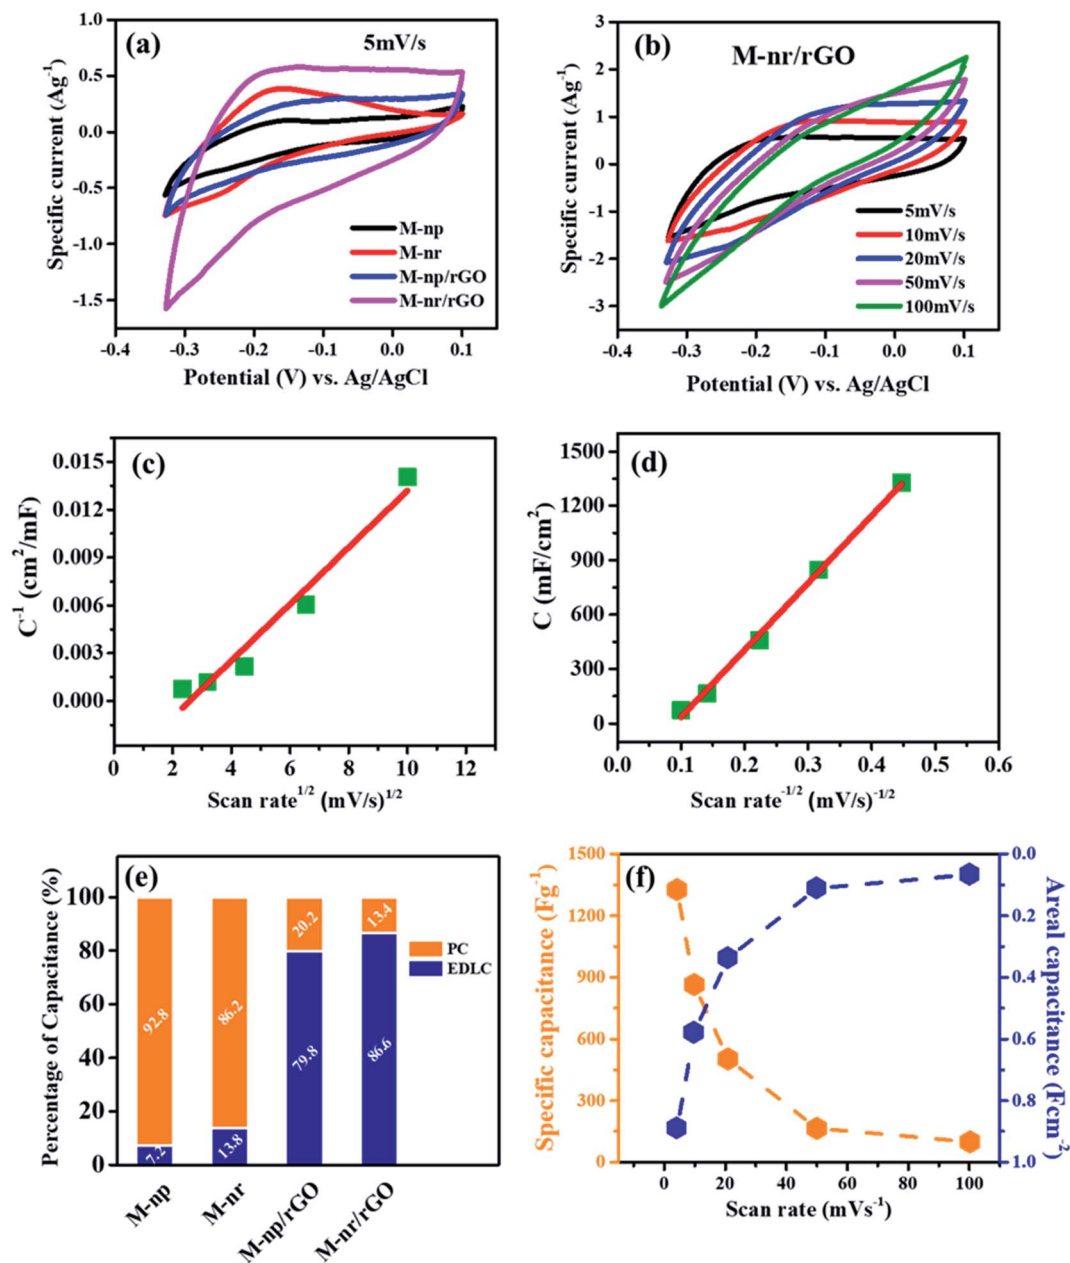 (a)
5mV/s
Specific current (Ag⁻¹)
1.0
0.5
0.0
-0.5
-1.0
-1.5
M-np
M-nr
M-np/rGO
M-nr/rGO
-0.4 -0.3 -0.2 -0.1 0.0 0.1
Potential (V) vs. Ag/AgCl
(b)
M-nr/rGO
Specific current (Ag⁻¹)
3
2
1
0
-1
-2
-3
5mV/s
10mV/s
20mV/s
50mV/s
100mV/s
-0.4 -0.3 -0.2 -0.1 0.0 0.1
Potential (V) vs. Ag/AgCl
(c)
C⁻¹ (cm²/mF)
0.015
0.012
0.009
0.006
0.003
0.000
0 2 4 6 8 10 12
Scan rate¹ᐟ² (mV/s)¹ᐟ²
(d)
C (mF/cm²)
1500
1200
900
600
300
0
0.0 0.1 0.2 0.3 0.4 0.5 0.6
Scan rate⁻¹ᐟ² (mV/s)⁻¹ᐟ²
(e)
Percentage of Capacitance (%)
100
80
60
40
20
0
92.8
7.2
86.2
13.8
20.2
79.8
13.4
86.6
PC
EDLC
M-np
M-nr
M-np/rGO
M-nr/rGO
(f)
Specific capacitance (Fg⁻¹)
1500
1200
900
600
300
0
0 20 40 60 80 100
Scan rate (mVs⁻¹)
0.0
0.2
0.4
0.6
0.8
1.0
Areal capacitance (Fcm⁻²)